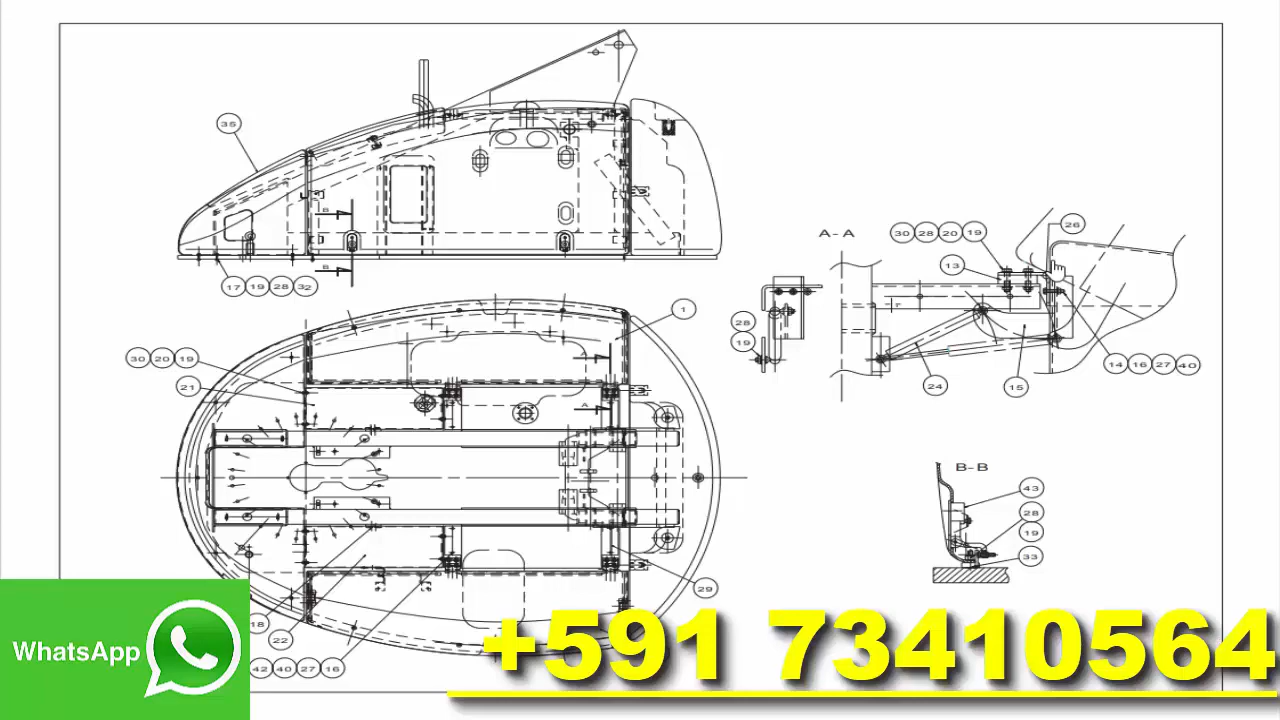 35
B
B
17 19 28 32
1
30 20 19
21
A
18
22
42 40 27 16
29
A-A
30 28 20 19
26
13
28
19
24
15
14 16 27 40
B-B
43
28
19
33
WhatsApp
+591 73410564